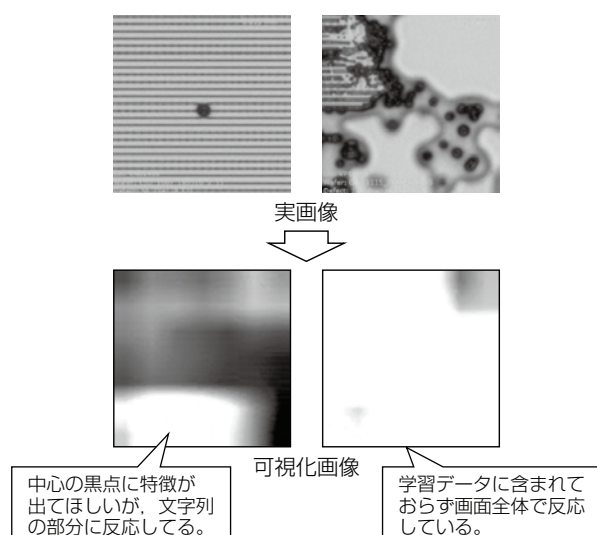 実画像
可視化画像
中心の黒点に特徴が
出てほしいが，文字列
の部分に反応してる。
学習データに含まれて
おらず画面全体で反応
している。